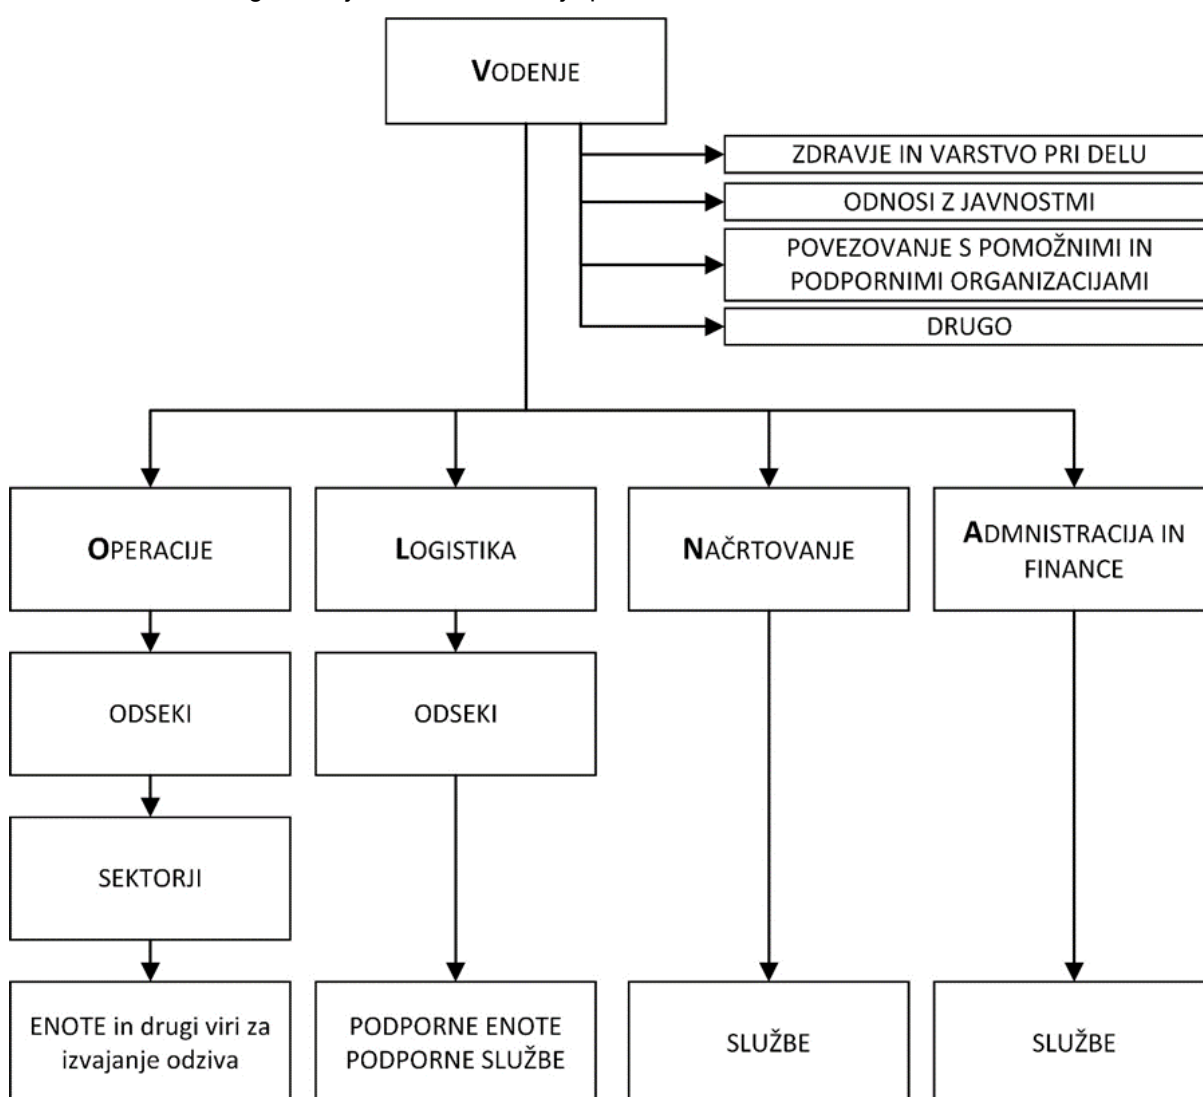 VODENJE
ZDRAVJE IN VARSTVO PRI DELU
ODNOSI Z JAVNOSTMI
POVEZOVANJE S POMOŽNIMI IN
PODPORNIMI ORGANIZACIJAMI
DRUGO
OPERACIJE
LOGISTIKA
NAČRTOVANJE
ADMNISTRACIJA IN
FINANCE
ODSEKI
ODSEKI
SEKTORJI
ENOTE in drugi viri za
izvajanje odziva
PODPORNE ENOTE
PODPORNE SLUŽBE
SLUŽBE
SLUŽBE